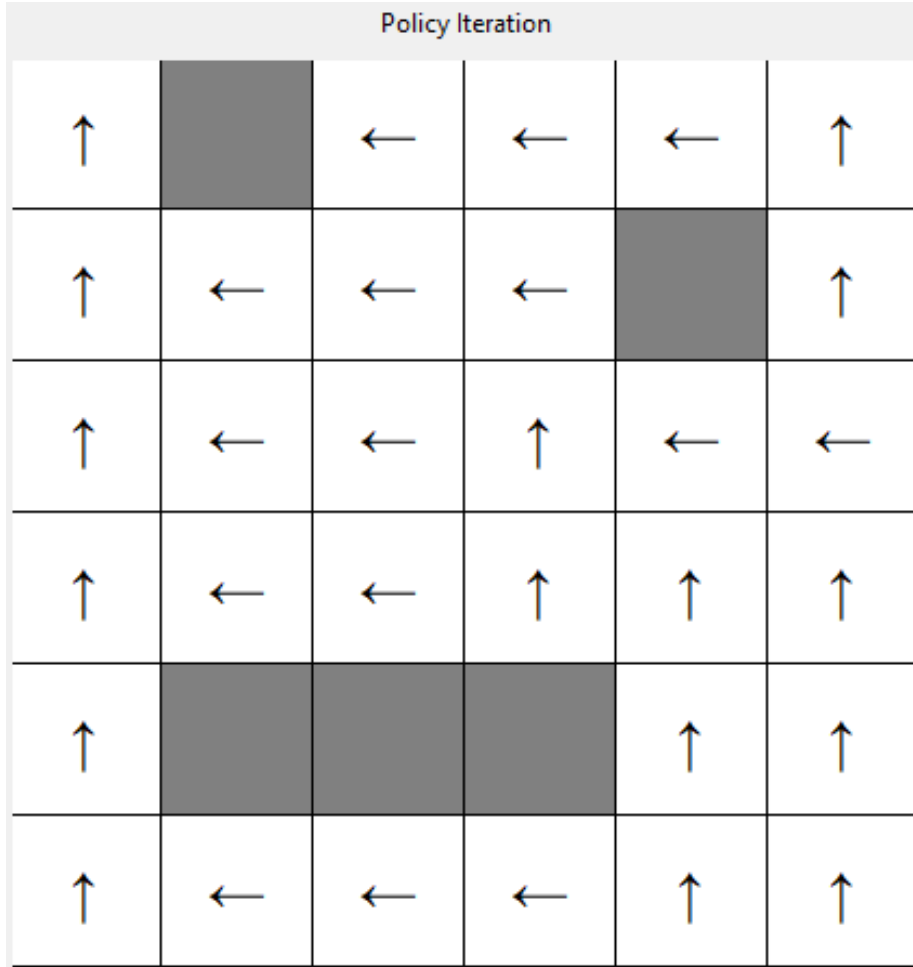 Policy Iteration
↑ ← ← ← ↑
↑ ← ← ← ↑
↑ ← ← ↑ ← ←
↑ ← ← ↑ ↑ ↑
↑ ↑ ↑
↑ ← ← ← ↑ ↑